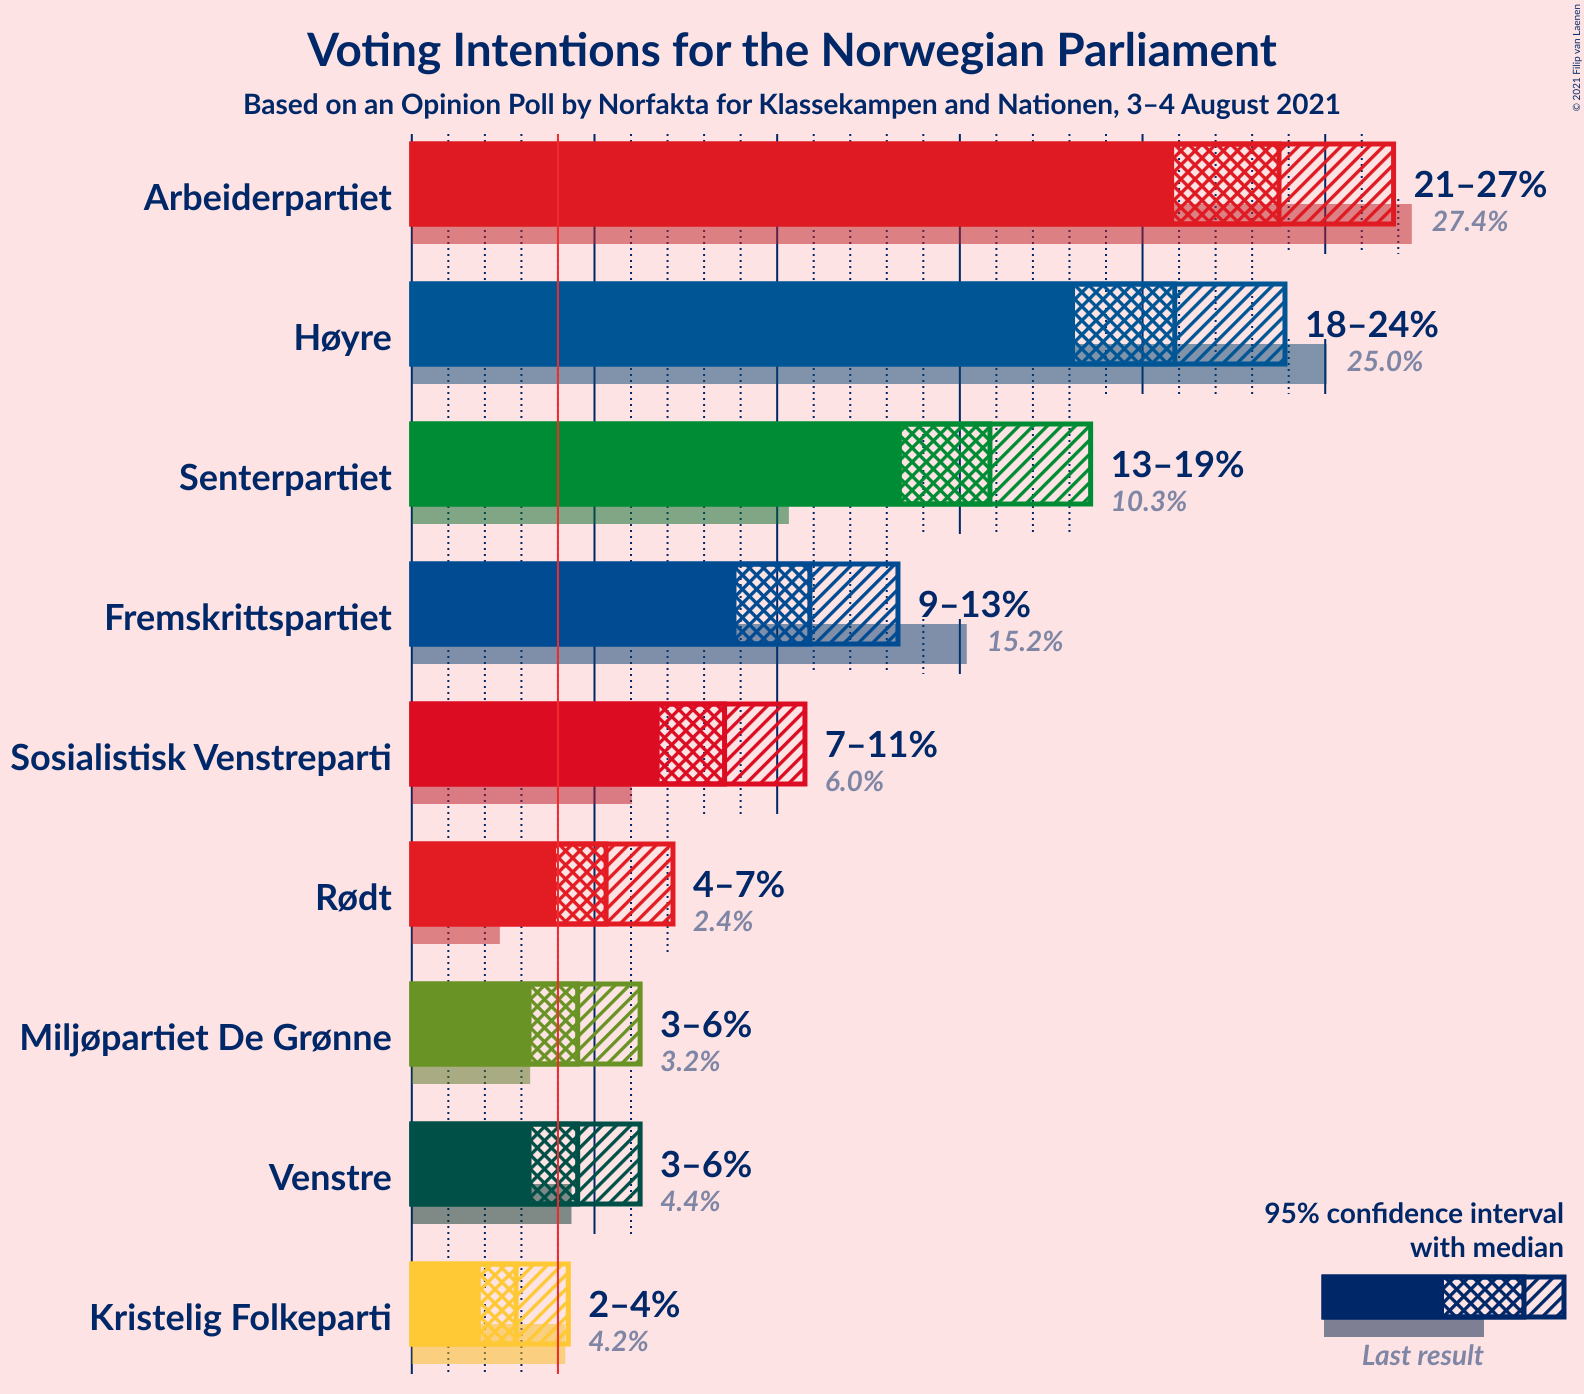 Voting Intentions for the Norwegian Parliament
Based on an Opinion Poll by Norfakta for Klassekampen and Nationen, 3–4 August 2021
© 2021 Filip van Laenen
Arbeiderpartiet
21–27%
27.4%
Høyre
18–24%
25.0%
Senterpartiet
13–19%
10.3%
Fremskrittspartiet
9–13%
15.2%
Sosialistisk Venstreparti
7–11%
6.0%
Rødt
4–7%
2.4%
Miljøpartiet De Grønne
3–6%
3.2%
Venstre
3–6%
4.4%
Kristelig Folkeparti
2–4%
4.2%
95% confidence interval
with median
Last result